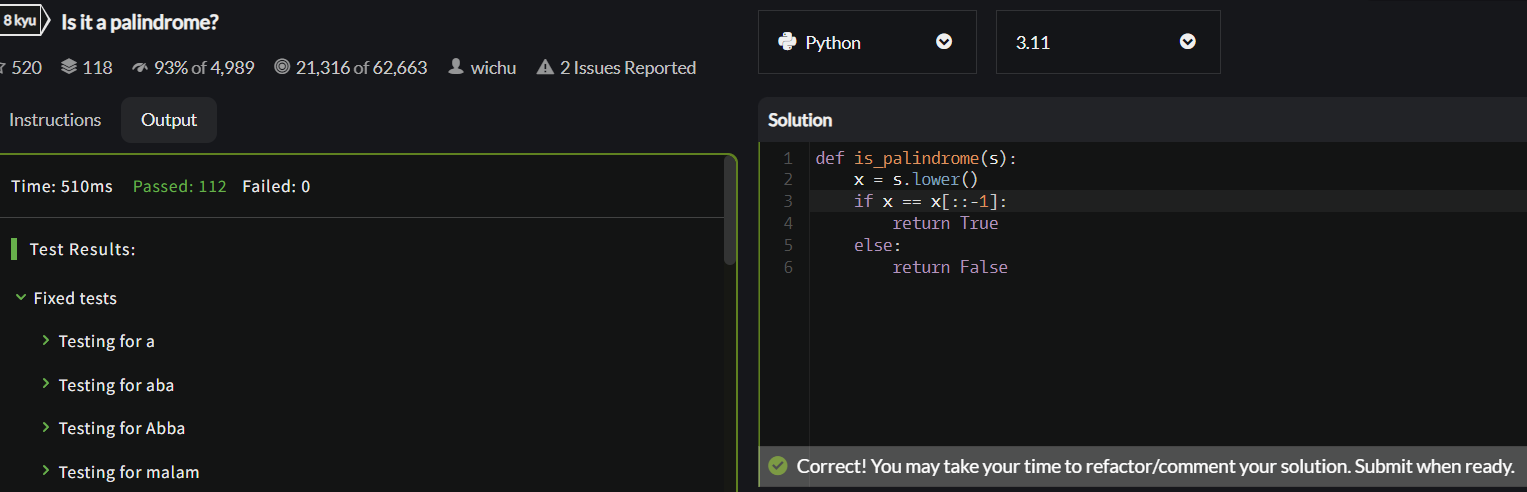 8 kyu Is it a palindrome?
520 118 93% of 4,989 21,316 of 62,663 wichu 2 Issues Reported
Instructions Output
Time: 510ms Passed: 112 Failed: 0
Test Results:
Fixed tests
Testing for a
Testing for aba
Testing for Abba
Testing for malam
Python 3.11
Solution
1 def is_palindrome(s):
2     x = s.lower()
3     if x == x[::-1]:
4         return True
5     else:
6         return False
Correct! You may take your time to refactor/comment your solution. Submit when ready.